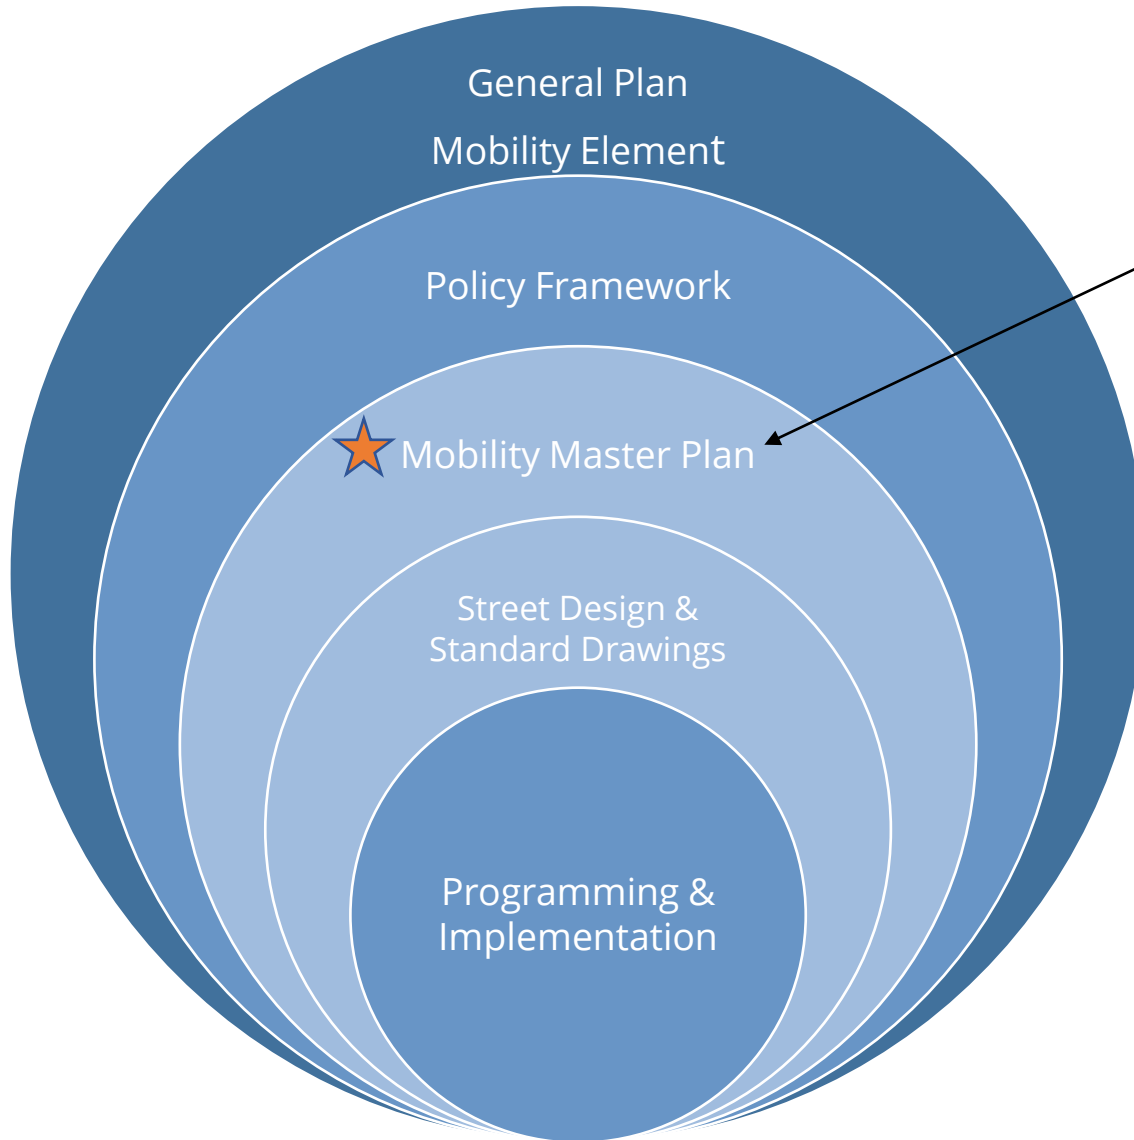 General Plan
Mobility Element
Policy Framework
Mobility Master Plan
Street Design &
Standard Drawings
Programming &
Implementation